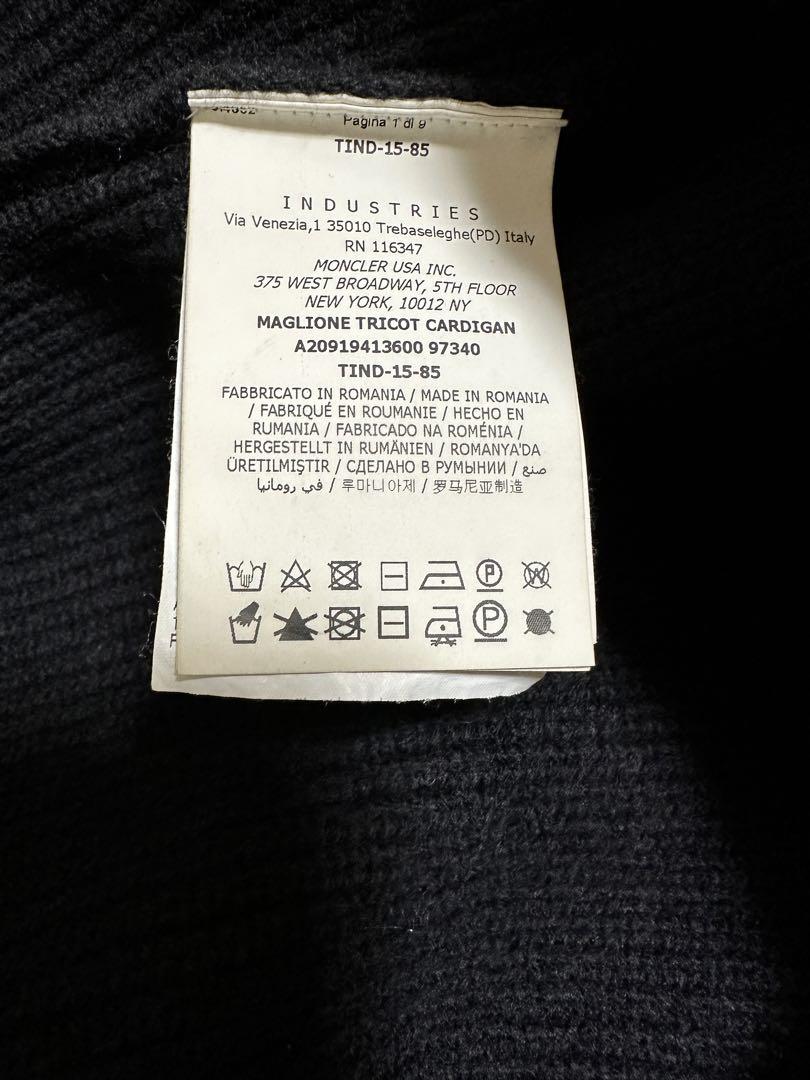 Pagina 1 di 9
TIND-15-85
INDUSTRIES
Via Venezia,1 35010 Trebaseleghe(PD) Italy
RN 116347
MONCLER USA INC.
375 WEST BROADWAY, 5TH FLOOR
NEW YORK, 10012 NY
MAGLIONE TRICOT CARDIGAN
A20919413600 97340
TIND-15-85
FABBRICATO IN ROMANIA / MADE IN ROMANIA
/ FABRIQUÉ EN ROUMANIE / HECHO EN
RUMANIA / FABRICADO NA ROMÉNIA /
HERGESTELLT IN RUMÄNIEN / ROMANYA'DA
ÜRETILMIŞTIR / СДЕЛАНО В РУМЫНИИ / صنع
في رومانيا / 루마니아제 / 罗马尼亚制造
P W
P